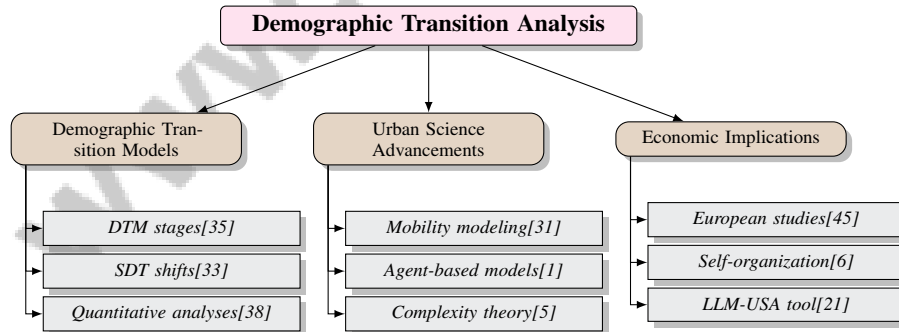 Demographic Transition Analysis
Demographic Tran-
sition Models
DTM stages[35]
SDT shifts[33]
Quantitative analyses[38]
Urban Science
Advancements
Mobility modeling[31]
Agent-based models[1]
Complexity theory[5]
Economic Implications
European studies[45]
Self-organization[6]
LLM-USA tool[21]
www.